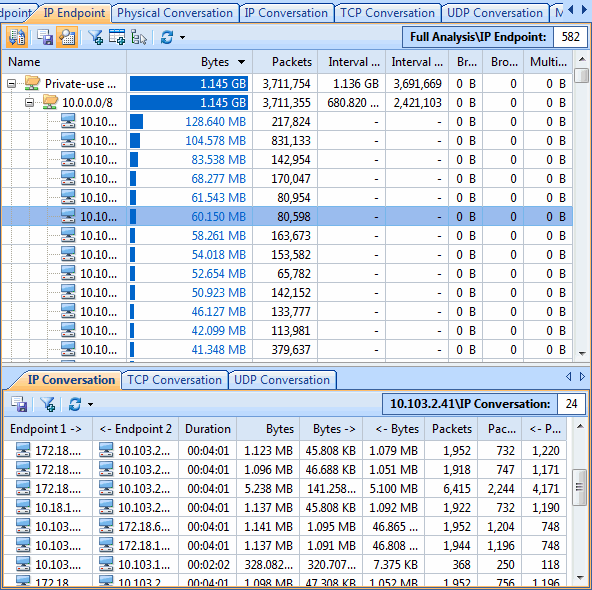 dpoint IP Endpoint Physical Conversation IP Conversation TCP Conversation UDP Conversation M
Full Analysis\IP Endpoint: 582
Name Bytes Packets Interval ... Interval ... Br... Bro... Multi...
Private-use ... 1.145 GB 3,711,754 1.136 GB 3,691,669 0 B 0 0 B
10.0.0.0/8 1.145 GB 3,711,355 680.820 ... 2,421,103 0 B 0 0 B
10.10... 128.640 MB 217,824 - - 0 B 0 0 B
10.10... 104.578 MB 831,133 - - 0 B 0 0 B
10.10... 83.538 MB 142,954 - - 0 B 0 0 B
10.10... 68.277 MB 170,047 - - 0 B 0 0 B
10.10... 61.543 MB 80,954 - - 0 B 0 0 B
10.10... 60.150 MB 80,598 - - 0 B 0 0 B
10.10... 58.261 MB 163,673 - - 0 B 0 0 B
10.10... 54.018 MB 153,582 - - 0 B 0 0 B
10.10... 52.654 MB 65,782 - - 0 B 0 0 B
10.10... 50.923 MB 142,152 - - 0 B 0 0 B
10.10... 46.127 MB 133,777 - - 0 B 0 0 B
10.10... 42.099 MB 113,981 - - 0 B 0 0 B
10.10... 41.348 MB 379,637 - - 0 B 0 0 B
IP Conversation TCP Conversation UDP Conversation
10.103.2.41\IP Conversation: 24
Endpoint 1 -> <- Endpoint 2 Duration Bytes Bytes -> <- Bytes Packets Pac... <- P...
172.18.... 10.103.2... 00:04:01 1.123 MB 45.808 KB 1.079 MB 1,952 732 1,220
172.18.... 10.103.2... 00:04:01 1.096 MB 46.688 KB 1.051 MB 1,918 747 1,171
172.18.... 10.103.2... 00:04:01 5.238 MB 141.258... 5.100 MB 6,415 2,244 4,171
10.18.1... 10.103.2... 00:04:01 1.137 MB 45.808 KB 1.092 MB 1,922 732 1,190
10.103.... 172.18.6... 00:04:01 1.141 MB 1.095 MB 46.865 ... 1,952 1,204 748
10.103.... 172.18.1... 00:04:01 1.137 MB 1.091 MB 46.808 ... 1,944 1,196 748
10.103.... 10.103.1... 00:02:02 328.082... 320.707... 7.375 KB 368 250 118
172.18.... 10.103.2... 00:04:01 1.098 MB 47.308 KB 1.052 MB 1,952 756 1,196